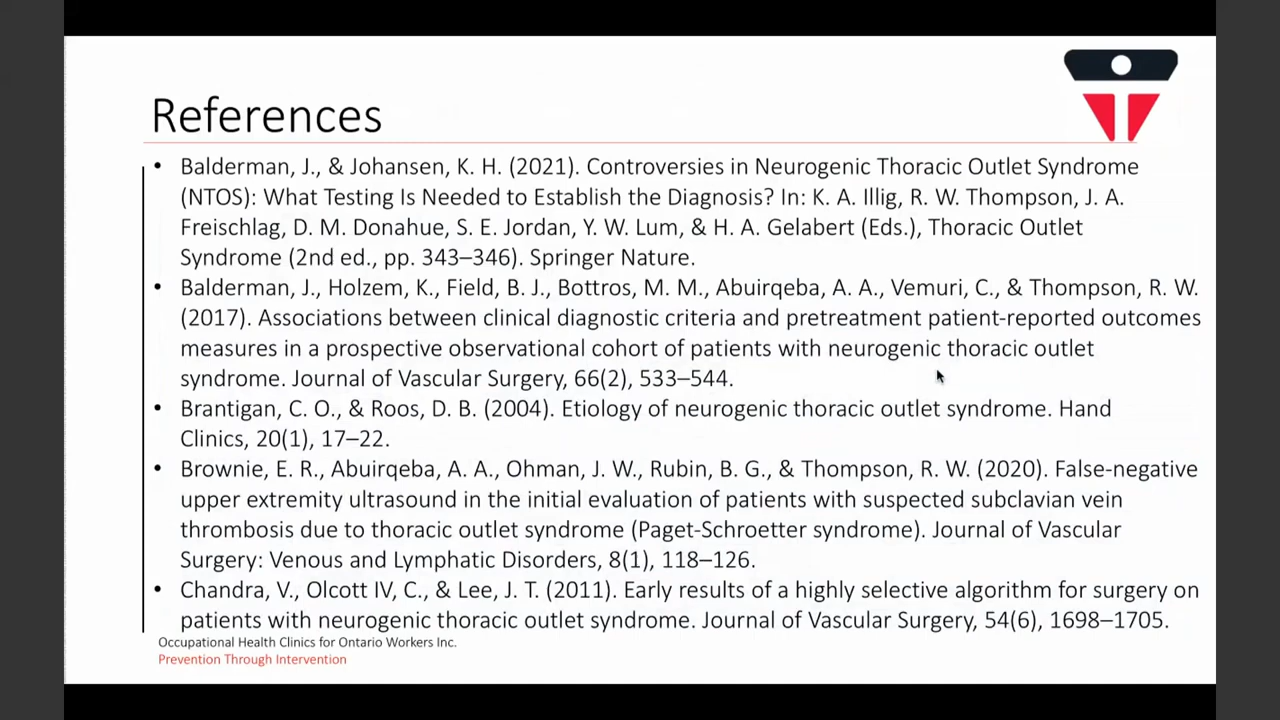 References
• Balderman, J., & Johansen, K. H. (2021). Controversies in Neurogenic Thoracic Outlet Syndrome
(NTOS): What Testing Is Needed to Establish the Diagnosis? In: K. A. Illig, R. W. Thompson, J. A.
Freischlag, D. M. Donahue, S. E. Jordan, Y. W. Lum, & H. A. Gelabert (Eds.), Thoracic Outlet
Syndrome (2nd ed., pp. 343–346). Springer Nature.
• Balderman, J., Holzem, K., Field, B. J., Bottros, M. M., Abuirqeba, A. A., Vemuri, C., & Thompson, R. W.
(2017). Associations between clinical diagnostic criteria and pretreatment patient-reported outcomes
measures in a prospective observational cohort of patients with neurogenic thoracic outlet
syndrome. Journal of Vascular Surgery, 66(2), 533–544.
• Brantigan, C. O., & Roos, D. B. (2004). Etiology of neurogenic thoracic outlet syndrome. Hand
Clinics, 20(1), 17–22.
• Brownie, E. R., Abuirqeba, A. A., Ohman, J. W., Rubin, B. G., & Thompson, R. W. (2020). False-negative
upper extremity ultrasound in the initial evaluation of patients with suspected subclavian vein
thrombosis due to thoracic outlet syndrome (Paget-Schroetter syndrome). Journal of Vascular
Surgery: Venous and Lymphatic Disorders, 8(1), 118–126.
• Chandra, V., Olcott IV, C., & Lee, J. T. (2011). Early results of a highly selective algorithm for surgery on
patients with neurogenic thoracic outlet syndrome. Journal of Vascular Surgery, 54(6), 1698–1705.
Occupational Health Clinics for Ontario Workers Inc.
Prevention Through Intervention